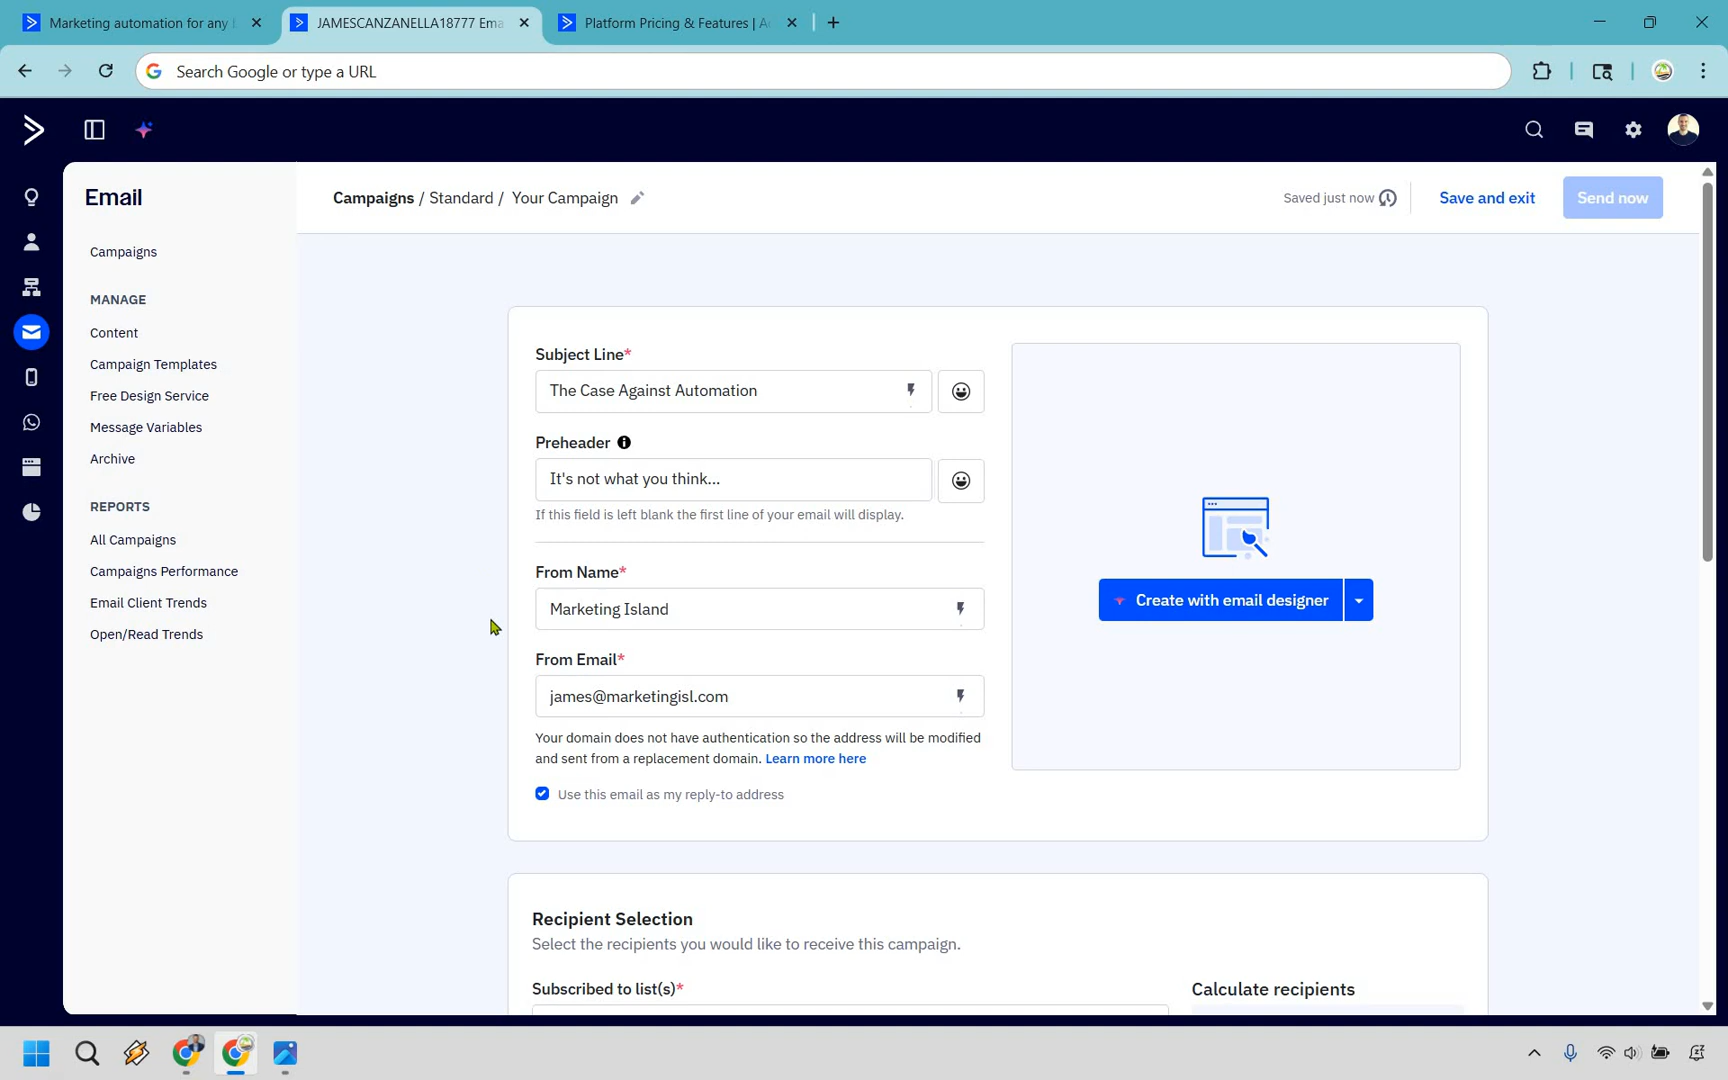 Marketing automation for any
JAMESCANZANELLA18777 Ema
Platform Pricing & Features | A
Search Google or type a URL
Email
Campaigns
MANAGE
Content
Campaign Templates
Free Design Service
Message Variables
Archive
REPORTS
All Campaigns
Campaigns Performance
Email Client Trends
Open/Read Trends
Campaigns / Standard / Your Campaign
Saved just now
Save and exit
Send now
Subject Line*
The Case Against Automation
Preheader
It's not what you think...
If this field is left blank the first line of your email will display.
From Name*
Marketing Island
From Email*
james@marketingisl.com
Your domain does not have authentication so the address will be modified
and sent from a replacement domain. Learn more here
Use this email as my reply-to address
Create with email designer
Recipient Selection
Select the recipients you would like to receive this campaign.
Subscribed to list(s)*
Calculate recipients